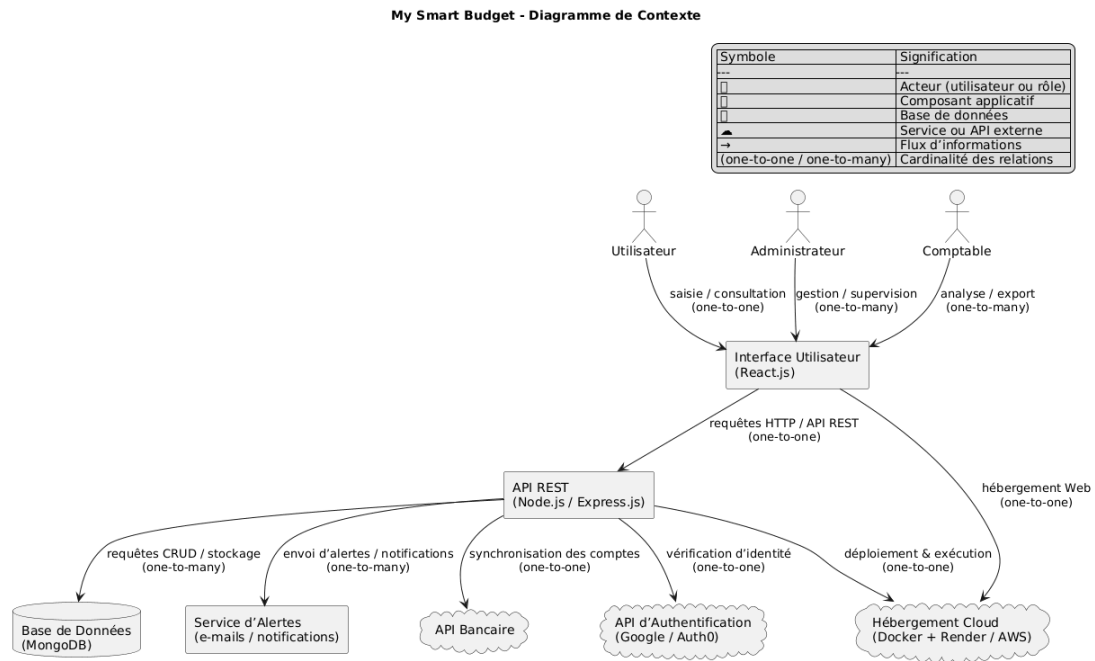 My Smart Budget - Diagramme de Contexte
Symbole Signification
--- ---
Acteur (utilisateur ou rôle)
Composant applicatif
Base de données
☁ Service ou API externe
→ Flux d’informations
(one-to-one / one-to-many) Cardinalité des relations
Utilisateur Administrateur Comptable
saisie / consultation
(one-to-one)
gestion / supervision
(one-to-many)
analyse / export
(one-to-many)
Interface Utilisateur
(React.js)
requêtes HTTP / API REST
(one-to-one)
hébergement Web
(one-to-one)
API REST
(Node.js / Express.js)
requêtes CRUD / stockage
(one-to-many)
envoi d’alertes / notifications
(one-to-many)
synchronisation des comptes
(one-to-one)
vérification d’identité
(one-to-one)
déploiement & exécution
(one-to-one)
Base de Données
(MongoDB)
Service d’Alertes
(e-mails / notifications)
API Bancaire
API d’Authentification
(Google / Auth0)
Hébergement Cloud
(Docker + Render / AWS)